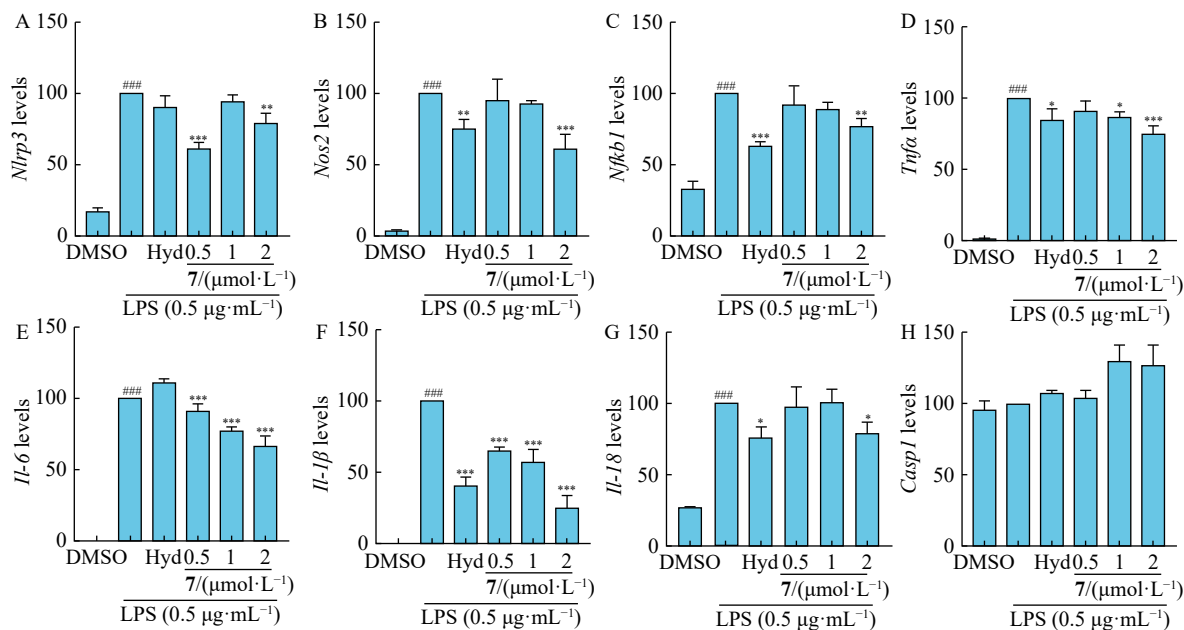 A
Nlrp3 levels
150
100
50
0
###
***
**
DMSO
Hyd 0.5 1 2
7/(μmol·L⁻¹)
LPS (0.5 μg·mL⁻¹)
B
Nos2 levels
150
100
50
0
###
**
***
DMSO
Hyd 0.5 1 2
7/(μmol·L⁻¹)
LPS (0.5 μg·mL⁻¹)
C
Nfkb1 levels
150
100
50
0
###
***
**
DMSO
Hyd 0.5 1 2
7/(μmol·L⁻¹)
LPS (0.5 μg·mL⁻¹)
D
Tnfα levels
150
100
50
0
###
*
*
***
DMSO
Hyd 0.5 1 2
7/(μmol·L⁻¹)
LPS (0.5 μg·mL⁻¹)
E
Il-6 levels
150
100
50
0
###
***
***
***
DMSO
Hyd 0.5 1 2
7/(μmol·L⁻¹)
LPS (0.5 μg·mL⁻¹)
F
Il-1β levels
150
100
50
0
###
***
***
***
***
DMSO
Hyd 0.5 1 2
7/(μmol·L⁻¹)
LPS (0.5 μg·mL⁻¹)
G
Il-18 levels
150
100
50
0
###
*
*
DMSO
Hyd 0.5 1 2
7/(μmol·L⁻¹)
LPS (0.5 μg·mL⁻¹)
H
Casp1 levels
150
100
50
0
DMSO
Hyd 0.5 1 2
7/(μmol·L⁻¹)
LPS (0.5 μg·mL⁻¹)